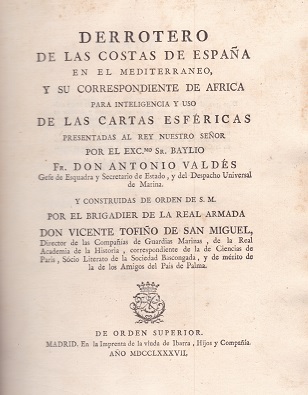 DERROTERO
DE LAS COSTAS DE ESPAÑA
EN EL MEDITERRANEO,
Y SU CORRESPONDIENTE DE AFRICA
PARA INTELIGENCIA Y USO
DE LAS CARTAS ESFÉRICAS
PRESENTADAS AL REY NUESTRO SEÑOR
POR EL EXC.MO SR. BAYLIO
FR. DON ANTONIO VALDÉS
Gefe de Esquadra y Secretario de Estado, y del Despacho Universal
de Marina.
Y CONSTRUIDAS DE ORDEN DE S. M.
POR EL BRIGADIER DE LA REAL ARMADA
DON VICENTE TOFIÑO DE SAN MIGUEL,
Director de las Compañías de Guardias Marinas, de la Real
Academia de la Historia, correspondiente de la de Ciencias de
París, Sócio Literato de la Sociedad Bascongada, y de mérito de
la de los Amigos del Pais de Palma.
DE ORDEN SUPERIOR.
MADRID. En la Imprenta de la viuda de Ibarra, Hijos y Compañía.
AÑO MDCCLXXXVII.